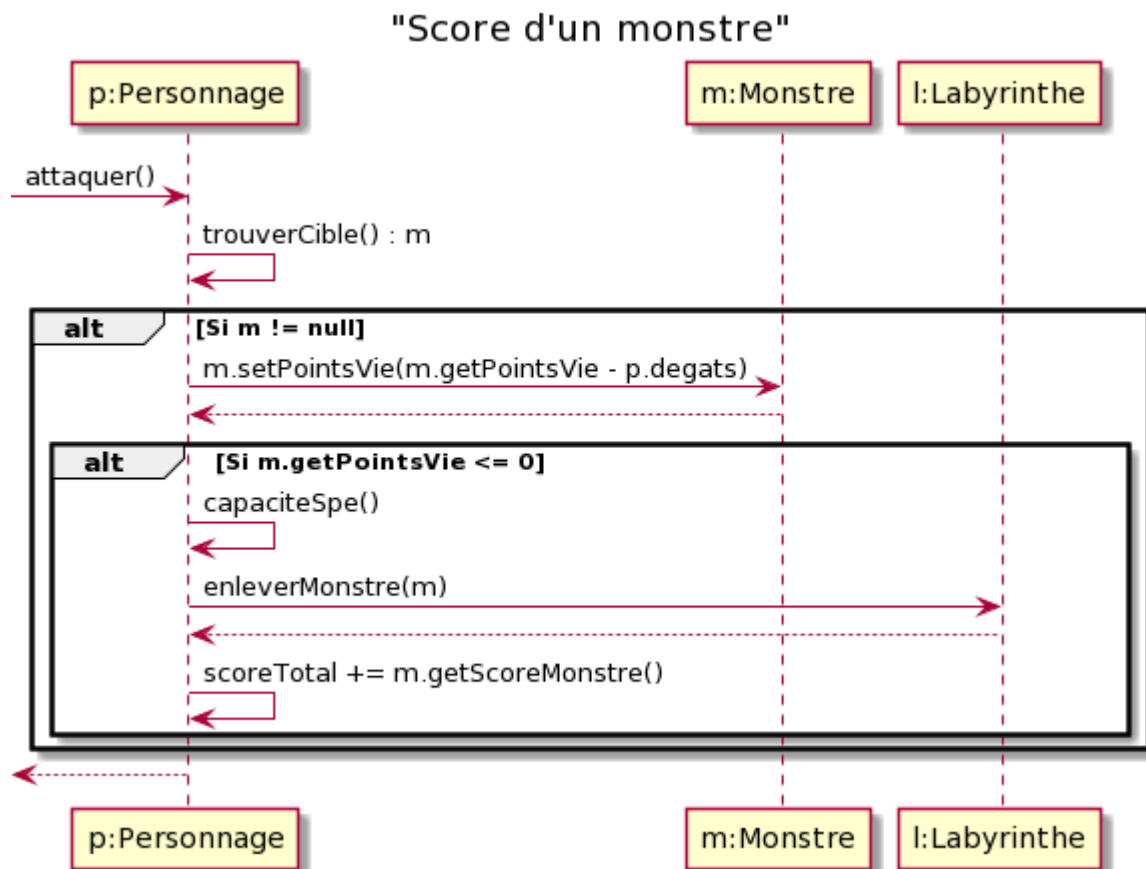 "Score d'un monstre"
p:Personnage
m:Monstre
l:Labyrinthe
attaquer()
trouverCible() : m
alt [Si m != null]
m.setPointsVie(m.getPointsVie - p.degats)
alt [Si m.getPointsVie <= 0]
capaciteSpe()
enleverMonstre(m)
scoreTotal += m.getScoreMonstre()
p:Personnage
m:Monstre
l:Labyrinthe